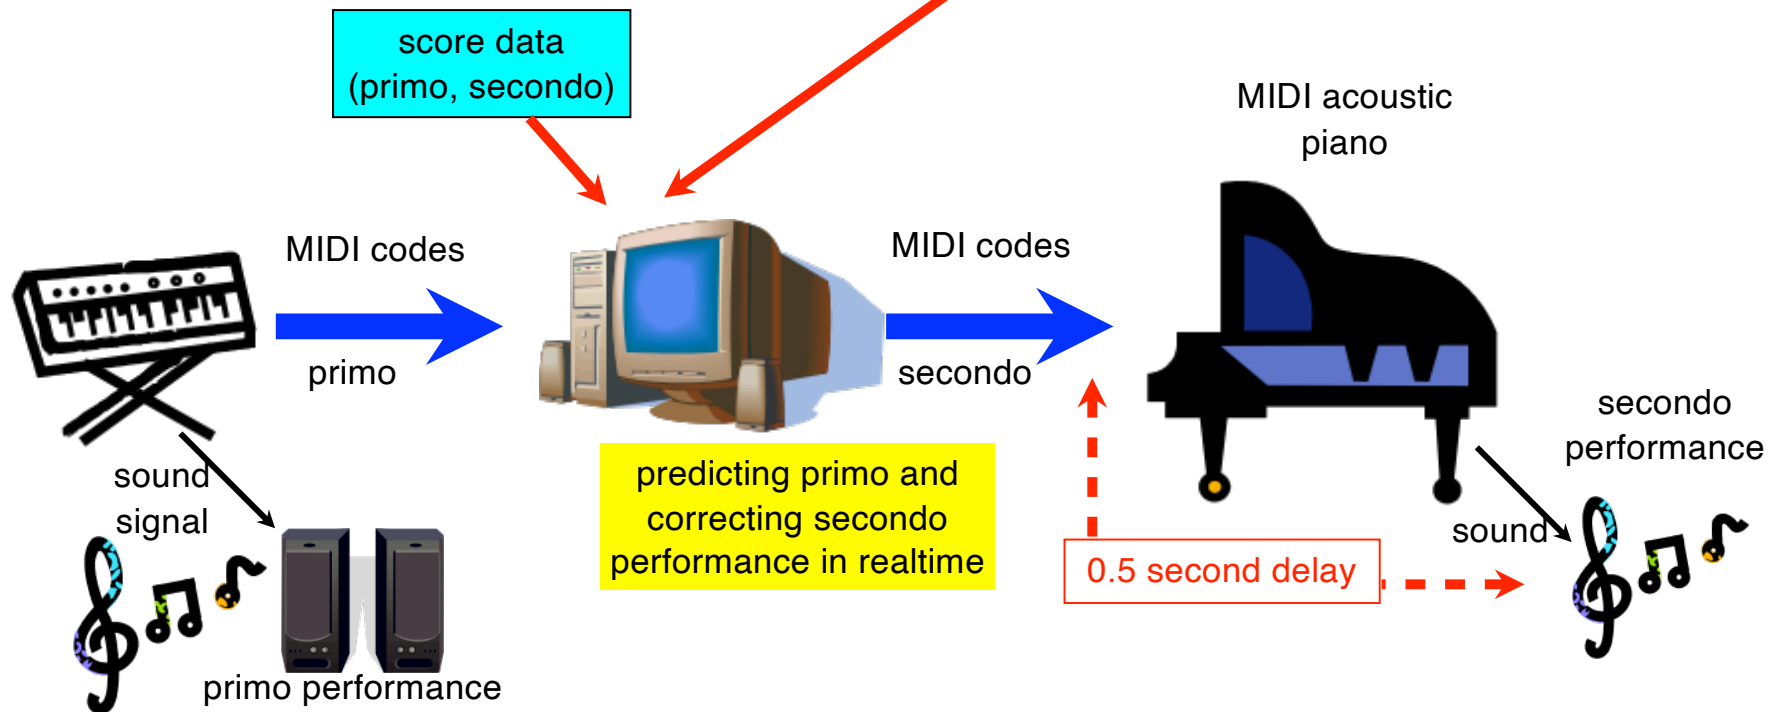 score data
(primo, secondo)
MIDI acoustic
piano
MIDI codes
primo
MIDI codes
secondo
secondo
performance
sound
signal
predicting primo and
correcting secondo
performance in realtime
0.5 second delay
sound
primo performance